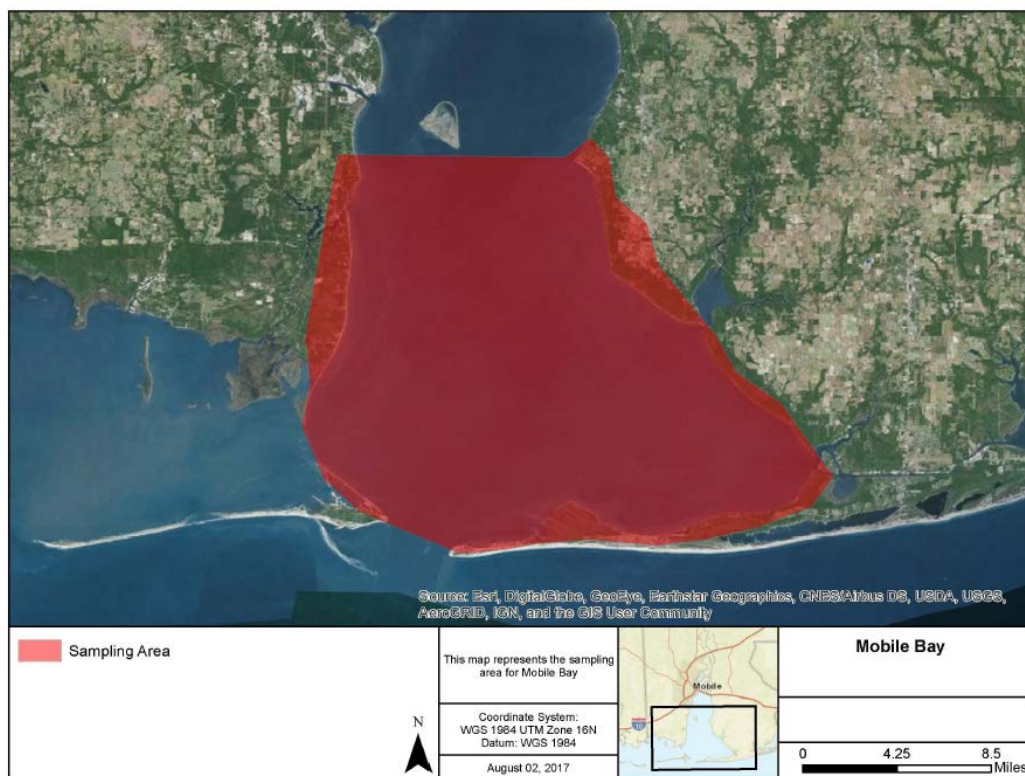 Source: Esri, DigitalGlobe, GeoEye, Earthstar Geographics, CNES/Airbus DS, USDA, USGS,
AeroGRID, IGN, and the GIS User Community
Sampling Area
N
This map represents the sampling
area for Mobile Bay
Coordinate System:
WGS 1984 UTM Zone 16N
Datum: WGS 1984
August 02, 2017
Mobile
10
Mobile Bay
0 4.25 8.5
Miles